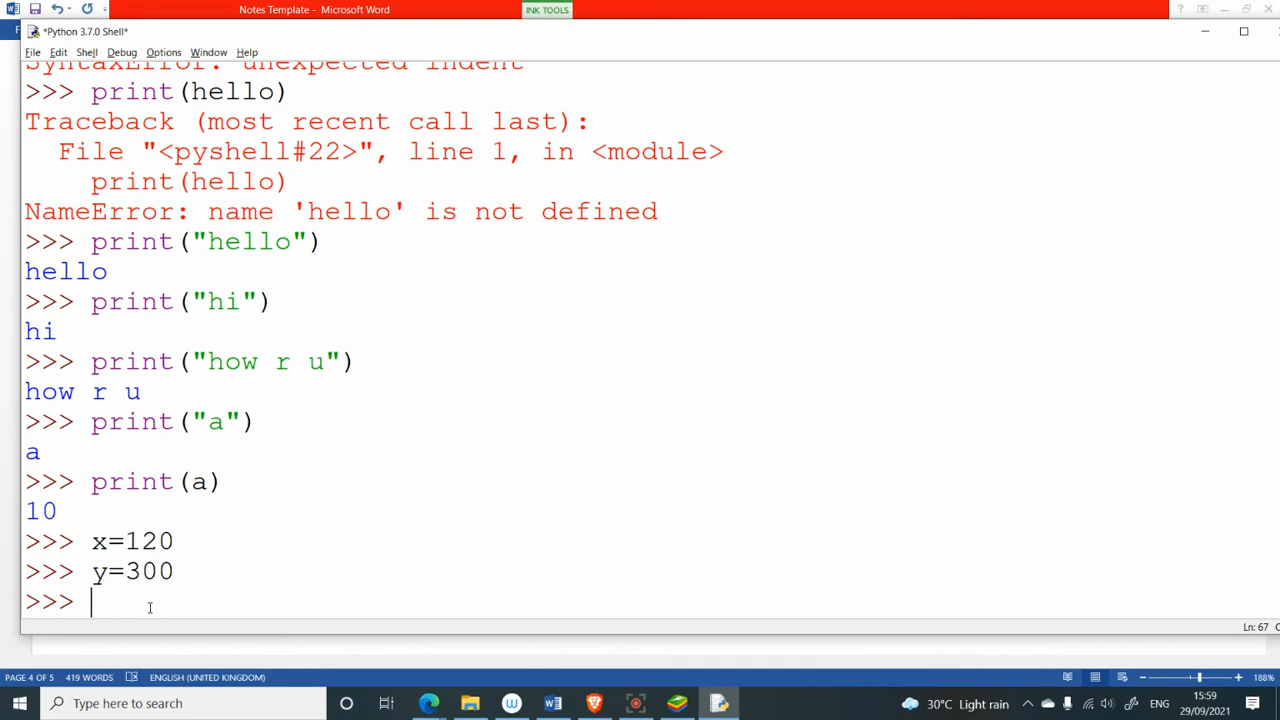 Notes Template - Microsoft Word
INK TOOLS
*Python 3.7.0 Shell*
File Edit Shell Debug Options Window Help
SyntaxError: unexpected indent
>>> print(hello)
Traceback (most recent call last):
  File "<pyshell#22>", line 1, in <module>
    print(hello)
NameError: name 'hello' is not defined
>>> print("hello")
hello
>>> print("hi")
hi
>>> print("how r u")
how r u
>>> print("a")
a
>>> print(a)
10
>>> x=120
>>> y=300
>>>
Ln: 67
PAGE 4 OF 5 419 WORDS ENGLISH (UNITED KINGDOM) 188%
Type here to search
30°C Light rain
ENG
15:59
29/09/2021